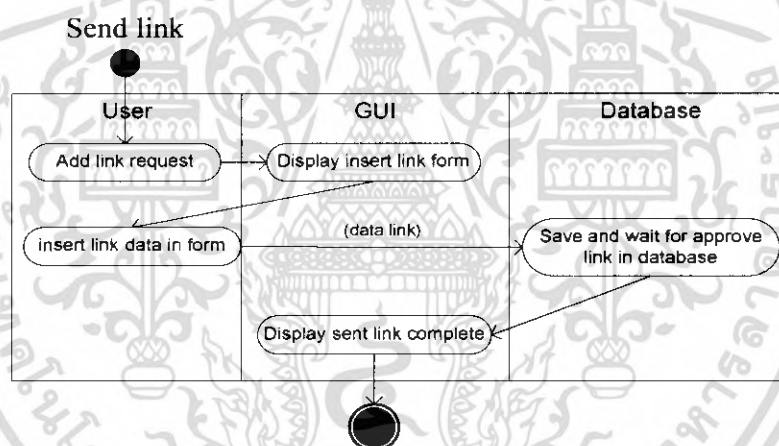 Send link
User
GUI
Database
Add link request
Display insert link form
insert link data in form
(data link)
Save and wait for approve
link in database
Display sent link complete